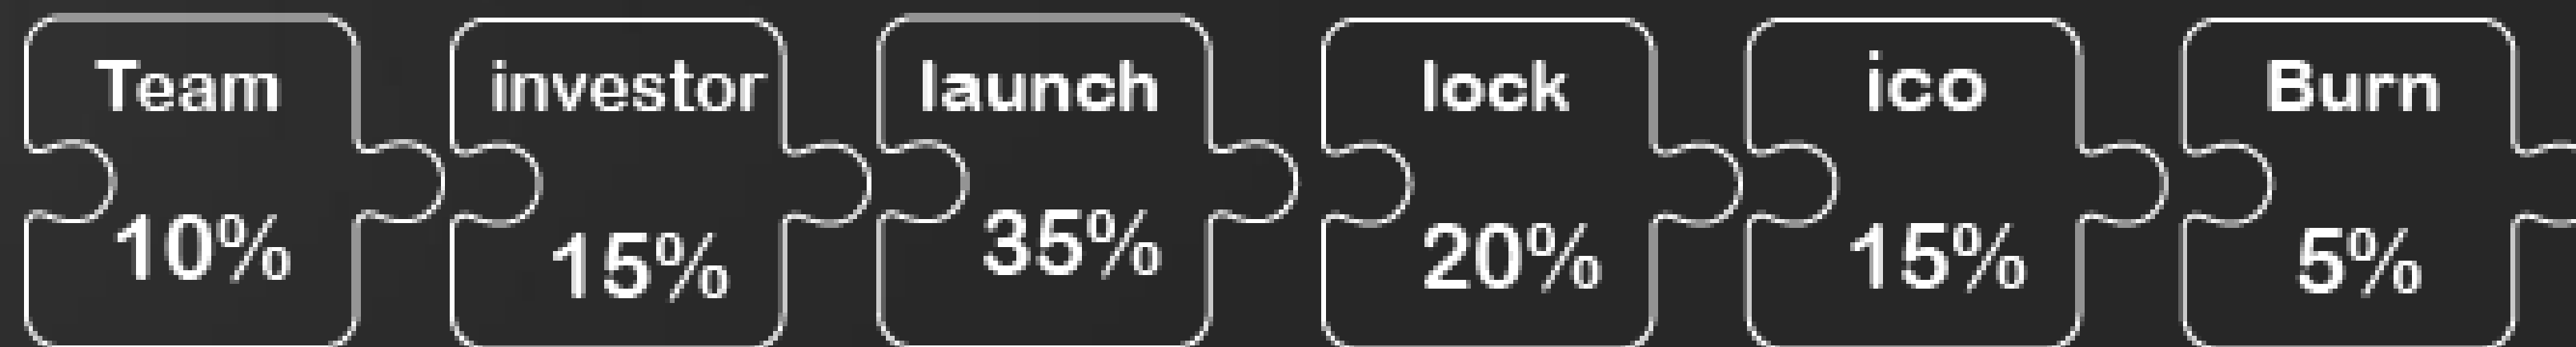 Team investor launch lock ico Burn
10% 15% 35% 20% 15% 5%